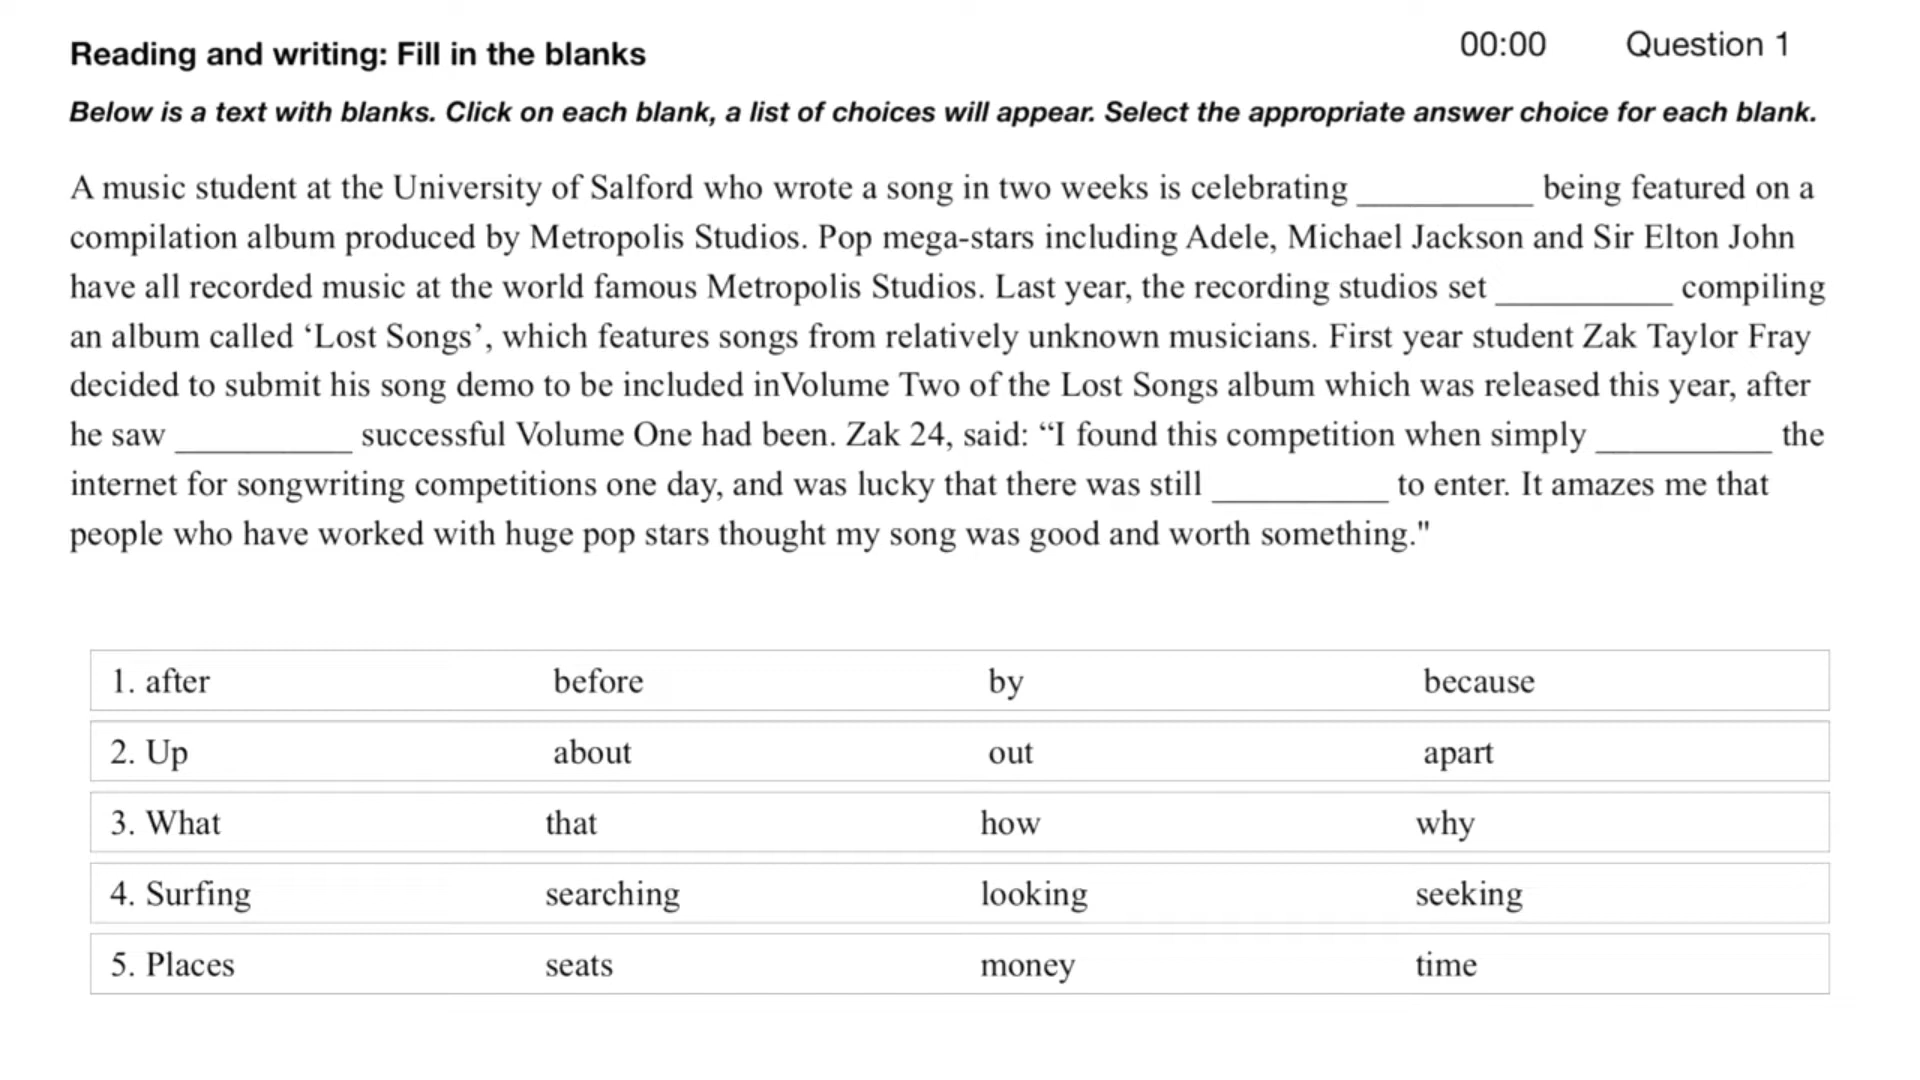 Reading and writing: Fill in the blanks
00:00 Question 1
Below is a text with blanks. Click on each blank, a list of choices will appear. Select the appropriate answer choice for each blank.
A music student at the University of Salford who wrote a song in two weeks is celebrating __________ being featured on a
compilation album produced by Metropolis Studios. Pop mega-stars including Adele, Michael Jackson and Sir Elton John
have all recorded music at the world famous Metropolis Studios. Last year, the recording studios set __________ compiling
an album called ‘Lost Songs’, which features songs from relatively unknown musicians. First year student Zak Taylor Fray
decided to submit his song demo to be included inVolume Two of the Lost Songs album which was released this year, after
he saw __________ successful Volume One had been. Zak 24, said: “I found this competition when simply __________ the
internet for songwriting competitions one day, and was lucky that there was still __________ to enter. It amazes me that
people who have worked with huge pop stars thought my song was good and worth something."
1. after before by because
2. Up about out apart
3. What that how why
4. Surfing searching looking seeking
5. Places seats money time